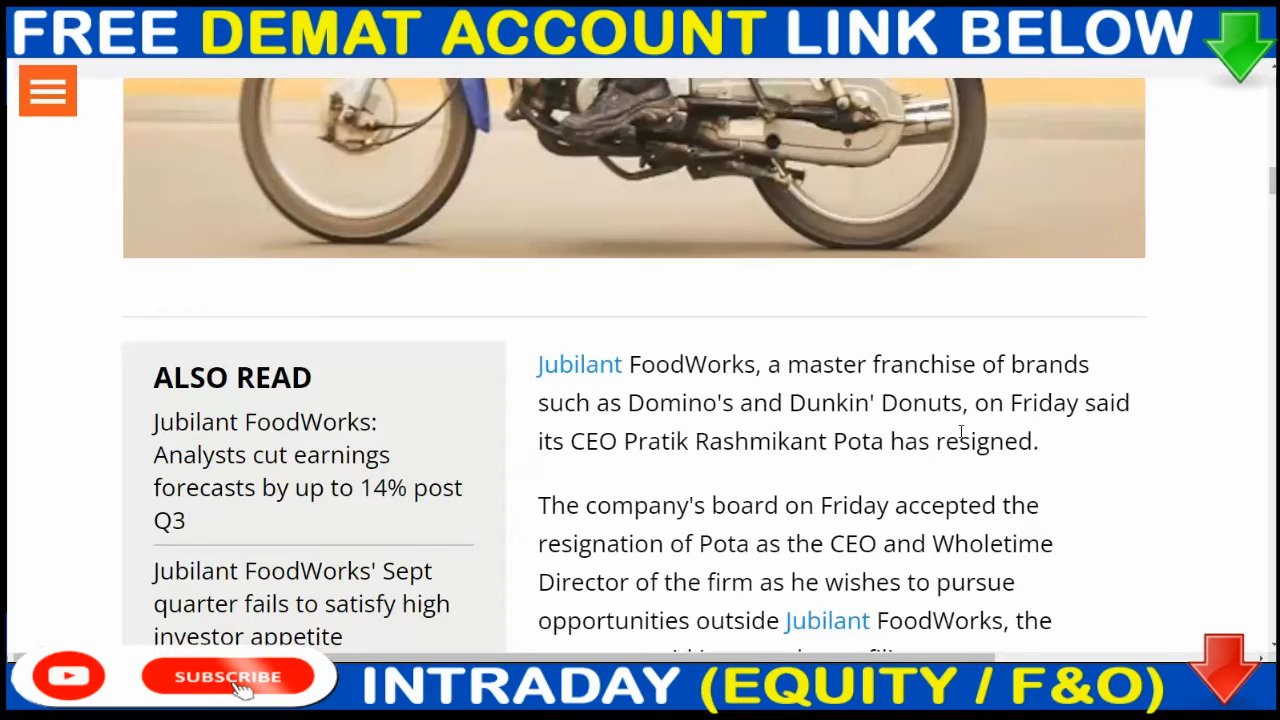 FREE DEMAT ACCOUNT LINK BELOW
ALSO READ
Jubilant FoodWorks:
Analysts cut earnings
forecasts by up to 14% post
Q3
Jubilant FoodWorks' Sept
quarter fails to satisfy high
investor appetite
Jubilant FoodWorks, a master franchise of brands
such as Domino's and Dunkin' Donuts, on Friday said
its CEO Pratik Rashmikant Pota has resigned.
The company's board on Friday accepted the
resignation of Pota as the CEO and Wholetime
Director of the firm as he wishes to pursue
opportunities outside Jubilant FoodWorks, the
SUBSCRIBE
INTRADAY (EQUITY / F&O)